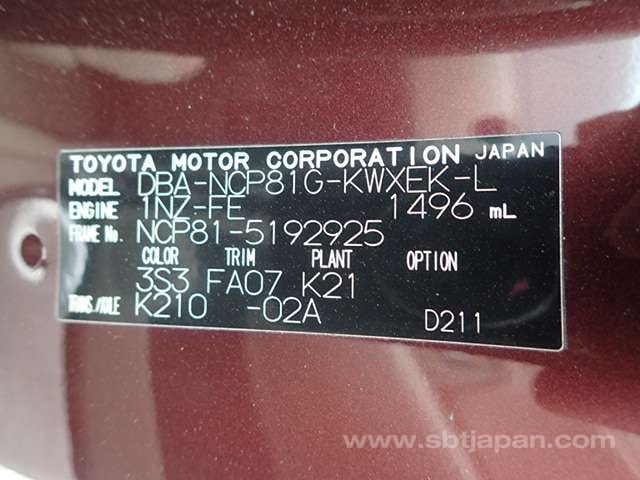 TOYOTA MOTOR CORPORATION JAPAN
MODEL DBA-NCP81G-KWXEK-L
ENGINE 1NZ-FE 1496 mL
FRAME No. NCP81-5192925
COLOR TRIM PLANT OPTION
3S3 FA07 K21
TRANS./AXLE K210 -02A
D211
www.sbtjapan.com